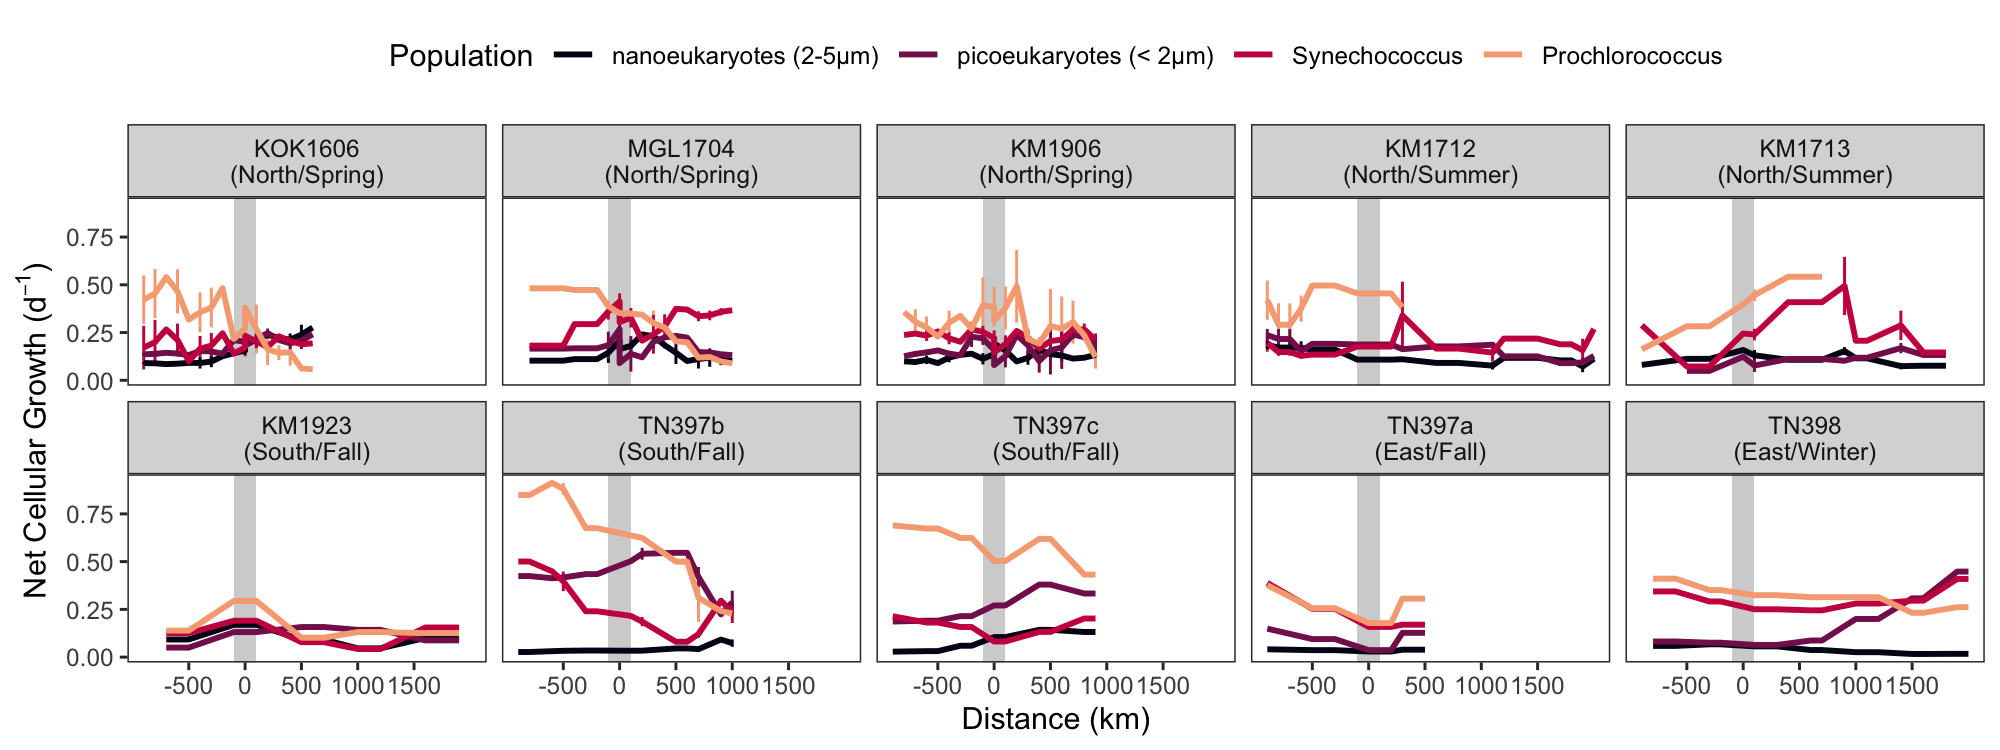 Population nanoeukaryotes (2-5μm) picoeukaryotes (< 2μm) Synechococcus Prochlorococcus
KOK1606 MGL1704 KM1906 KM1712 KM1713
(North/Spring) (North/Spring) (North/Spring) (North/Summer) (North/Summer)
0.75
0.50
0.25
0.00
Net Cellular Growth (d⁻¹)
KM1923 TN397b TN397c TN397a TN398
(South/Fall) (South/Fall) (South/Fall) (East/Fall) (East/Winter)
0.75
0.50
0.25
0.00
-500 0 500 1000 1500 -500 0 500 1000 1500 -500 0 500 1000 1500 -500 0 500 1000 1500 -500 0 500 1000 1500
Distance (km)